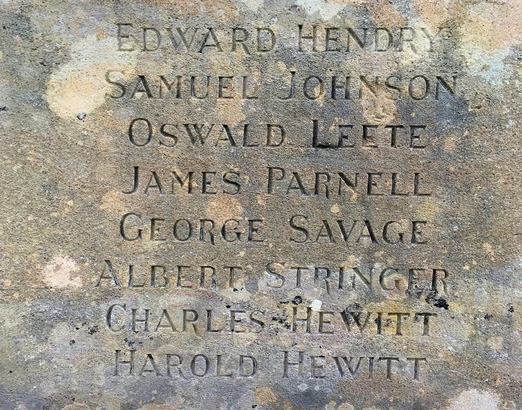 EDWARD HENDRY
SAMUEL JOHNSON
OSWALD LEETE
JAMES PARNELL
GEORGE SAVAGE
ALBERT STRINGER
CHARLES HEWITT
HAROLD HEWITT